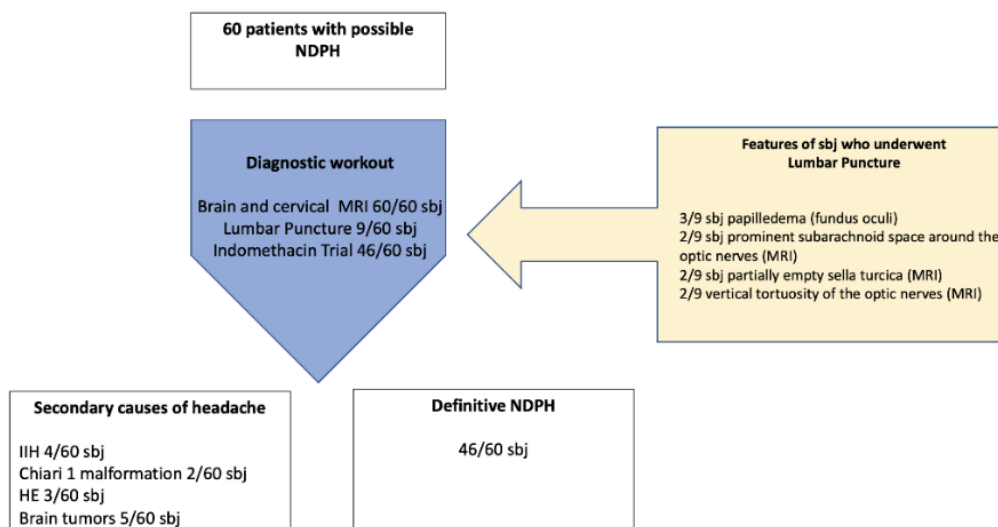 60 patients with possible
NDPH
Diagnostic workout
Brain and cervical MRI 60/60 sbj
Lumbar Puncture 9/60 sbj
Indomethacin Trial 46/60 sbj
Features of sbj who underwent
Lumbar Puncture
3/9 sbj papilledema (fundus oculi)
2/9 sbj prominent subarachnoid space around the
optic nerves (MRI)
2/9 sbj partially empty sella turcica (MRI)
2/9 vertical tortuosity of the optic nerves (MRI)
Secondary causes of headache
IIH 4/60 sbj
Chiari 1 malformation 2/60 sbj
HE 3/60 sbj
Brain tumors 5/60 sbj
Definitive NDPH
46/60 sbj